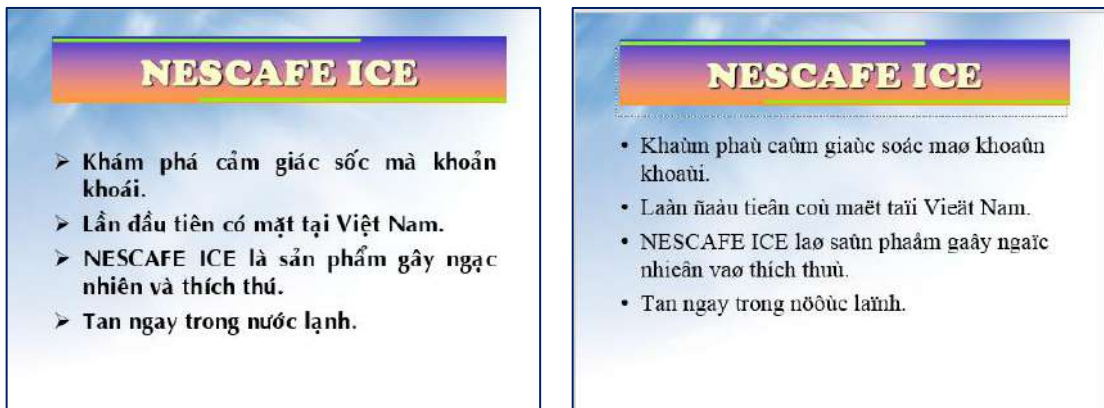 NESCAFE ICE
➢ Khám phá cảm giác sốc mà khoản
khoái.
➢ Lần đầu tiên có mặt tại Việt Nam.
➢ NESCAFE ICE là sản phẩm gây ngạc
nhiên và thích thú.
➢ Tan ngay trong nước lạnh.
NESCAFE ICE
• Khaùm phaù caûm giaùc soác maø khoaûn
khoaùi.
• Laàn ñaàu tieân coù maët taïi Vieät Nam.
• NESCAFE ICE laø saûn phaåm gaây ngaïc
nhieân vaø thích thuù.
• Tan ngay trong nöôùc laïnh.